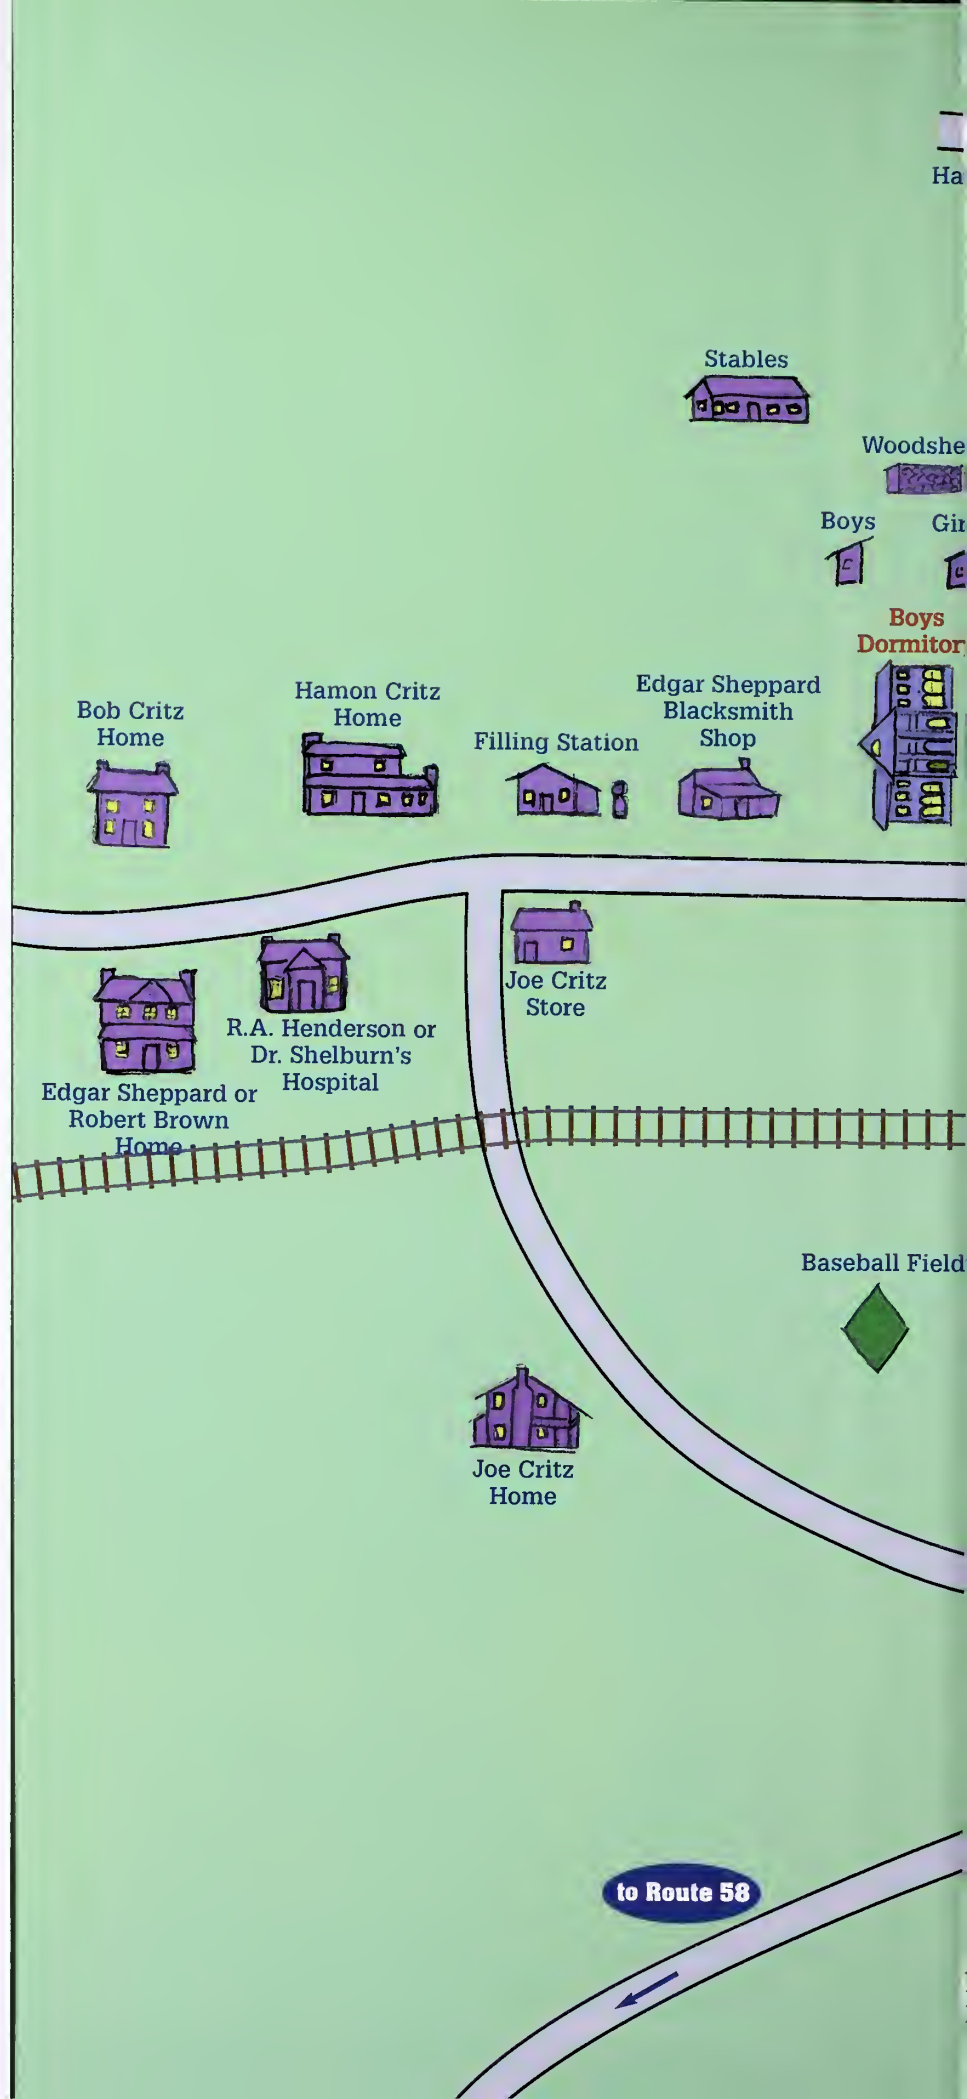 Ha
Stables
Woodshe
Boys
Gir
Boys
Dormitor
Bob Critz
Home
Hamon Critz
Home
Filling Station
Edgar Sheppard
Blacksmith
Shop
Joe Critz
Store
R.A. Henderson or
Dr. Shelburn's
Hospital
Edgar Sheppard or
Robert Brown
Home
Baseball Field
Joe Critz
Home
to Route 58